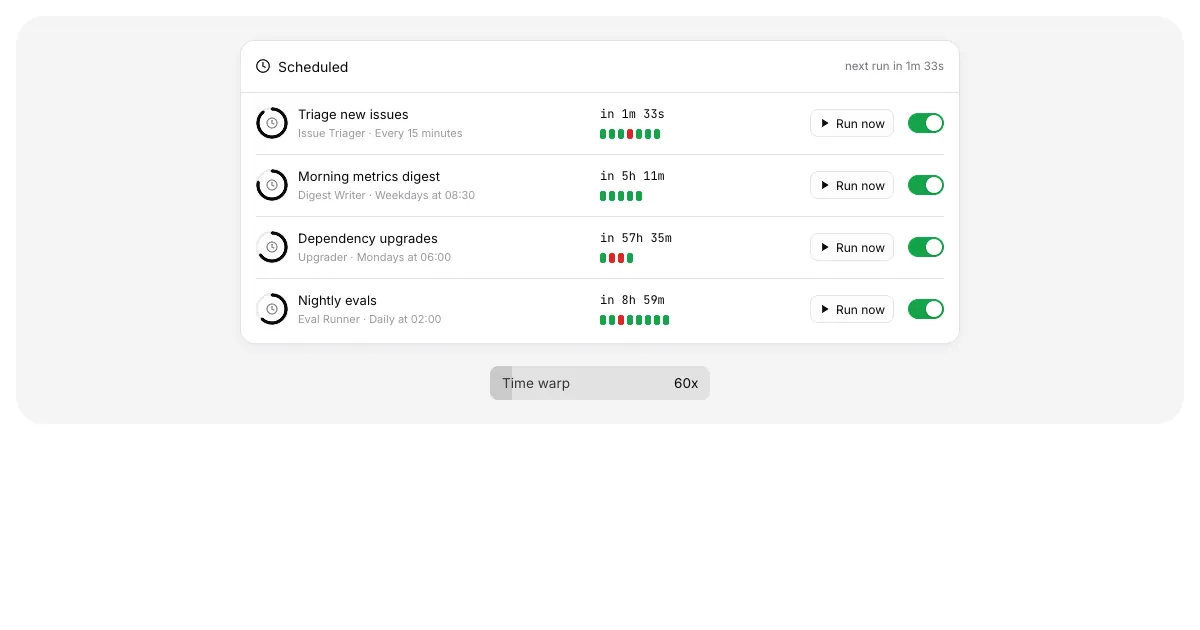 Scheduled
next run in 1m 33s
Triage new issues
Issue Triager · Every 15 minutes
in 1m 33s
Run now
Morning metrics digest
Digest Writer · Weekdays at 08:30
in 5h 11m
Run now
Dependency upgrades
Upgrader · Mondays at 06:00
in 57h 35m
Run now
Nightly evals
Eval Runner · Daily at 02:00
in 8h 59m
Run now
Time warp
60x